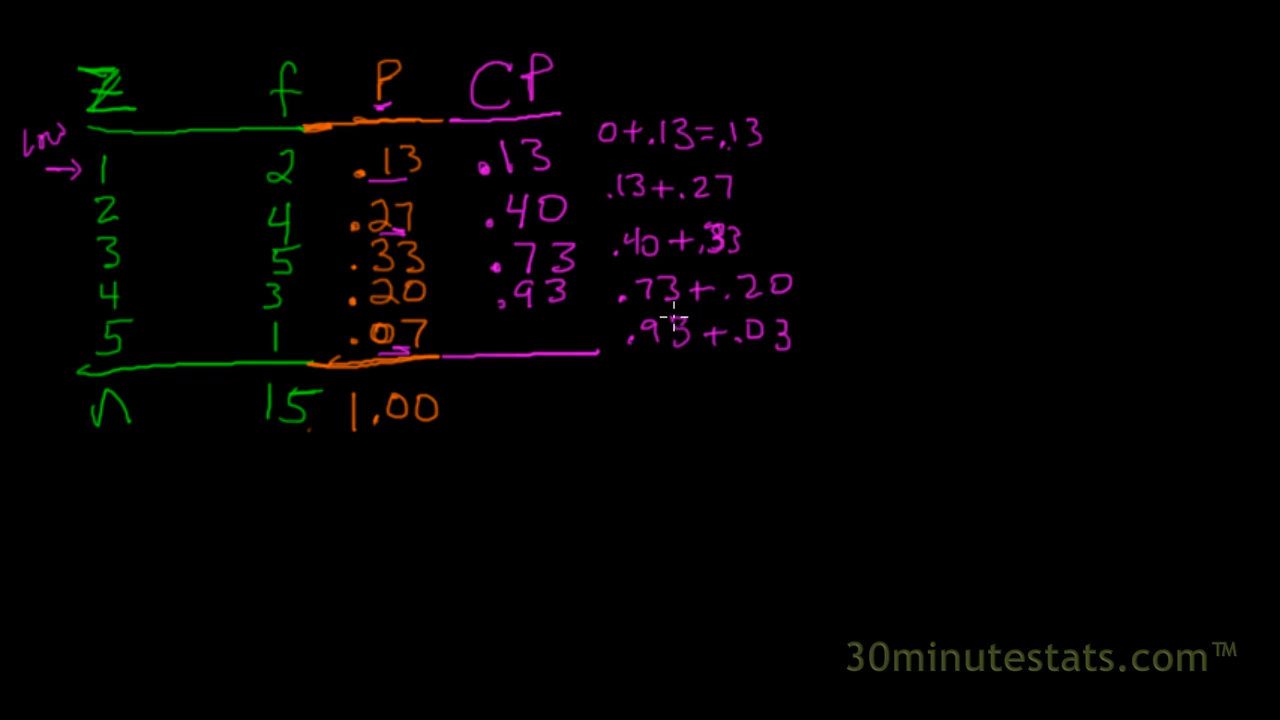 Z f P CP
low
1 2 .13 .13 0+.13=.13
2 4 .27 .40 .13+.27
3 5 .33 .73 .40+.33
4 3 .20 .93 .73+.20
5 1 .07 .93+.03
n 15 1.00
30minutestats.com™